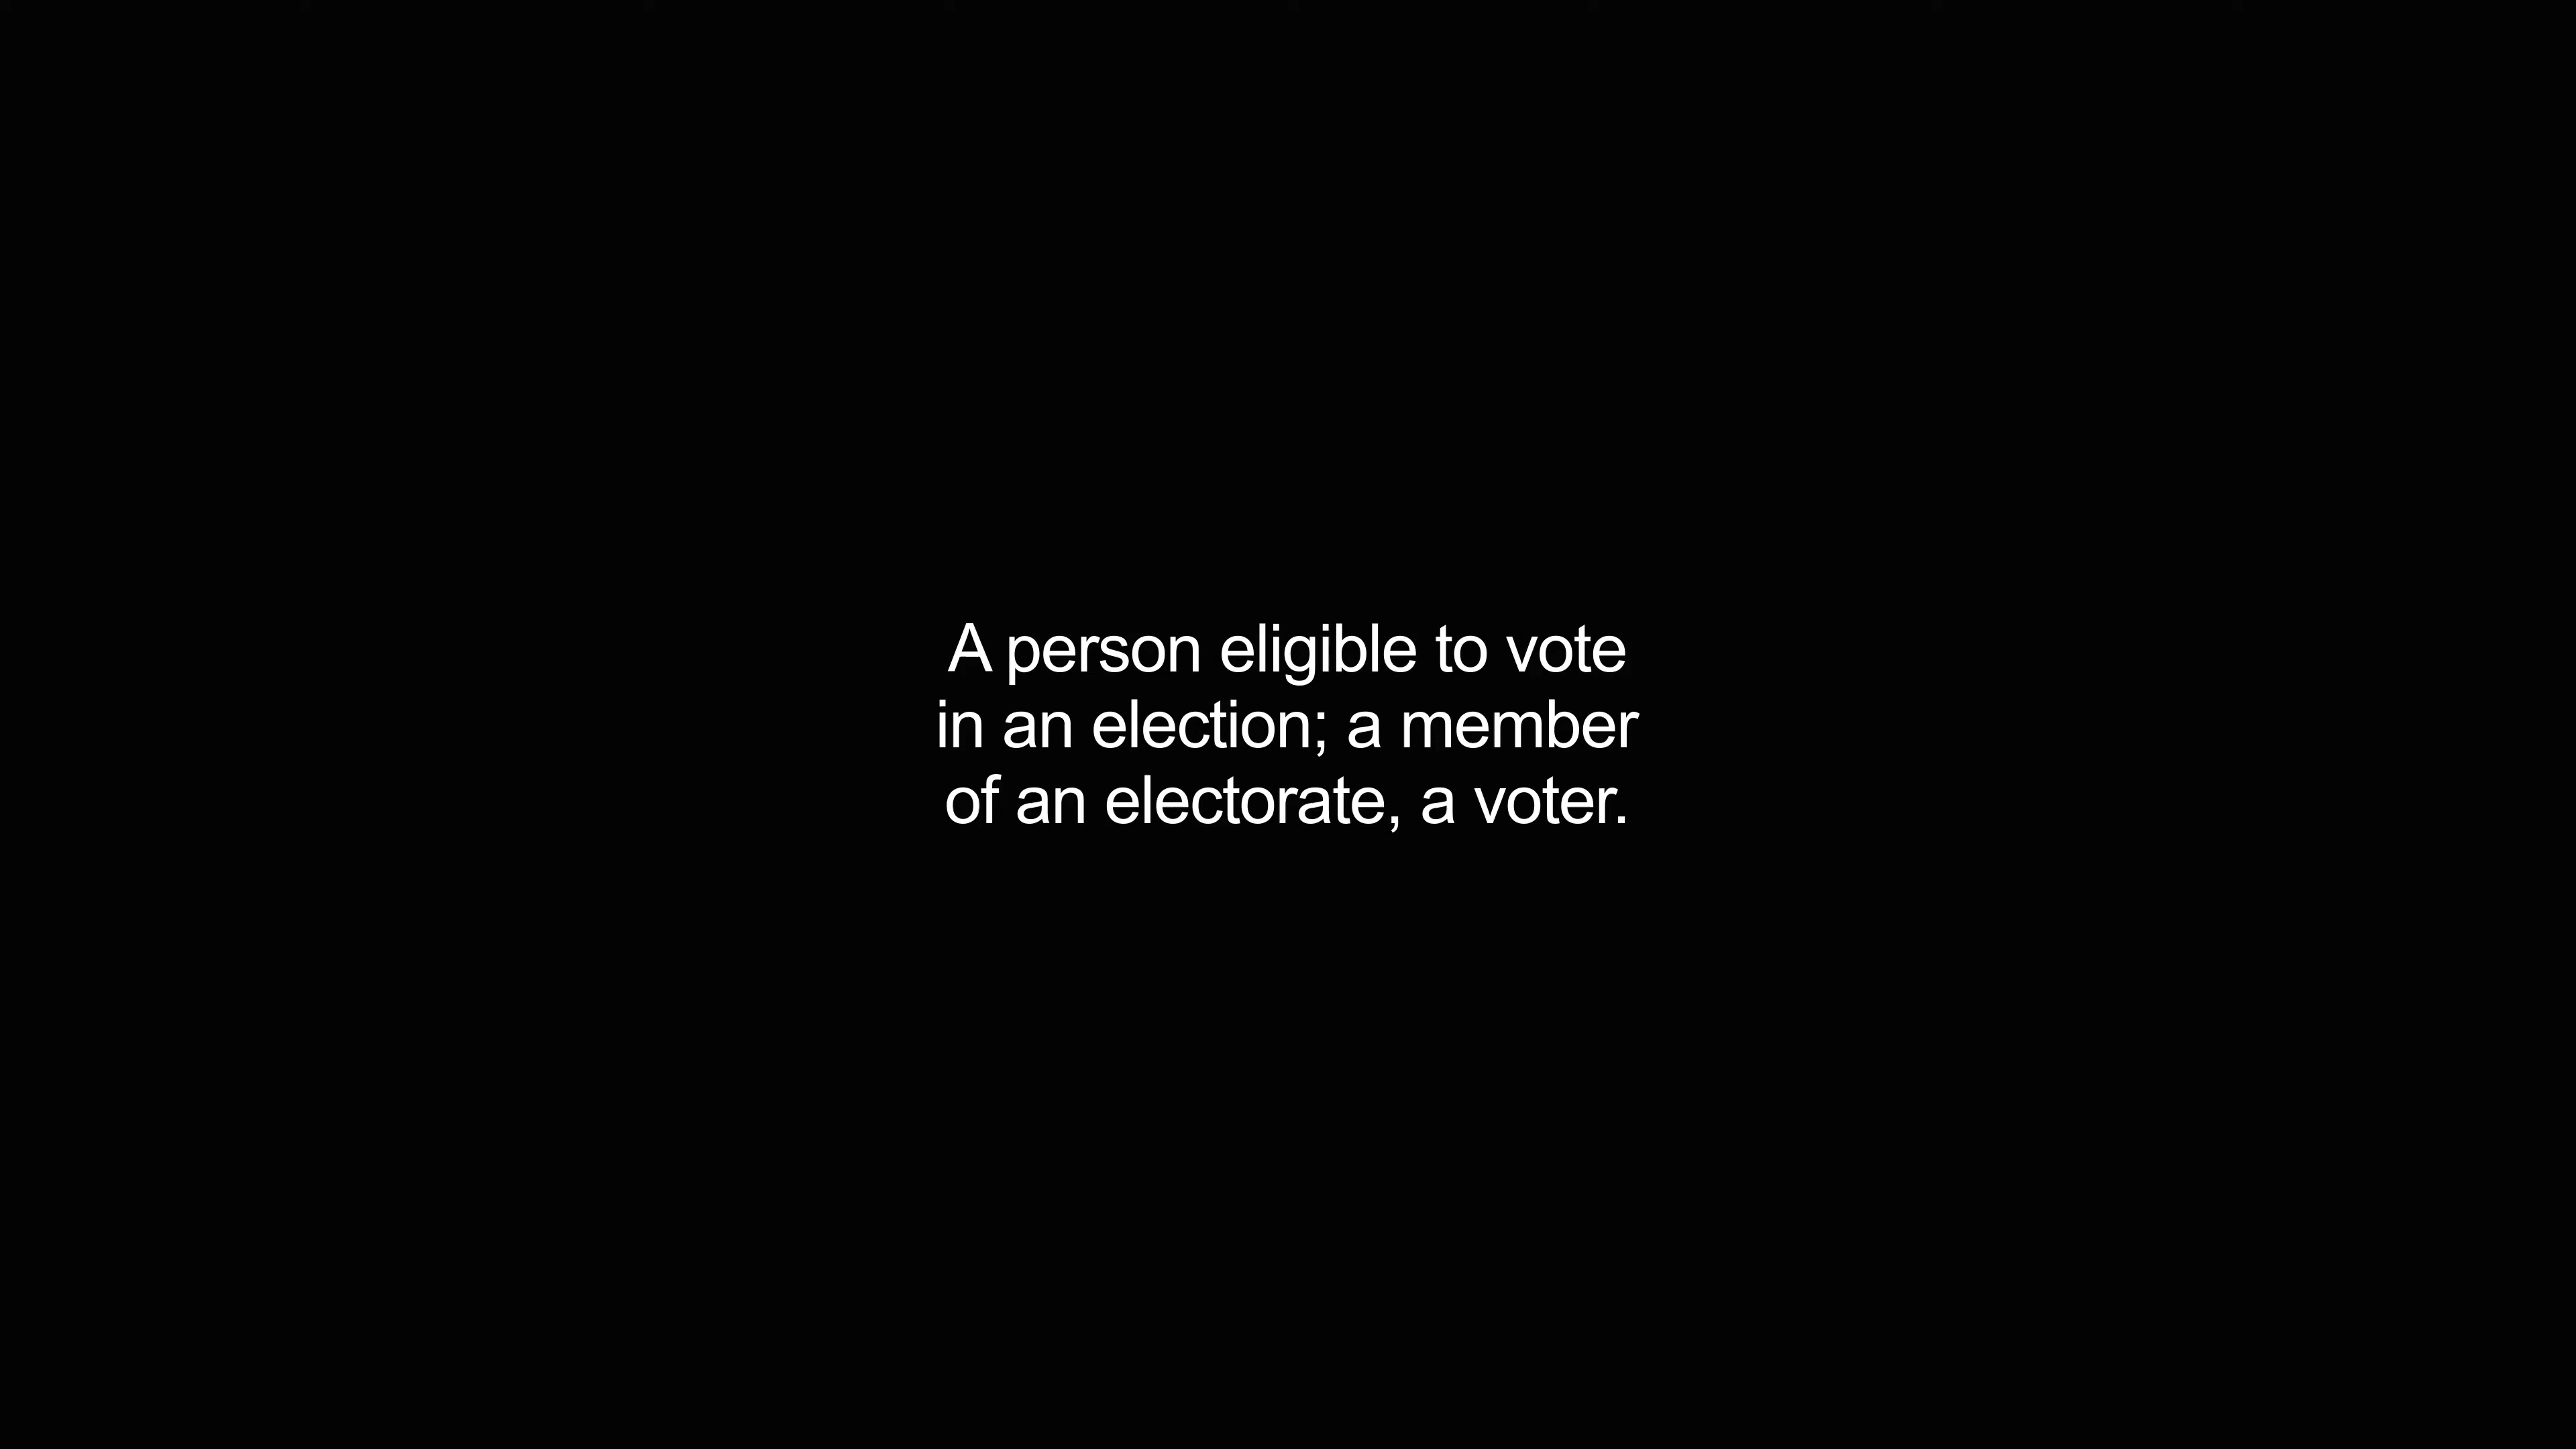 A person eligible to vote
in an election; a member
of an electorate, a voter.